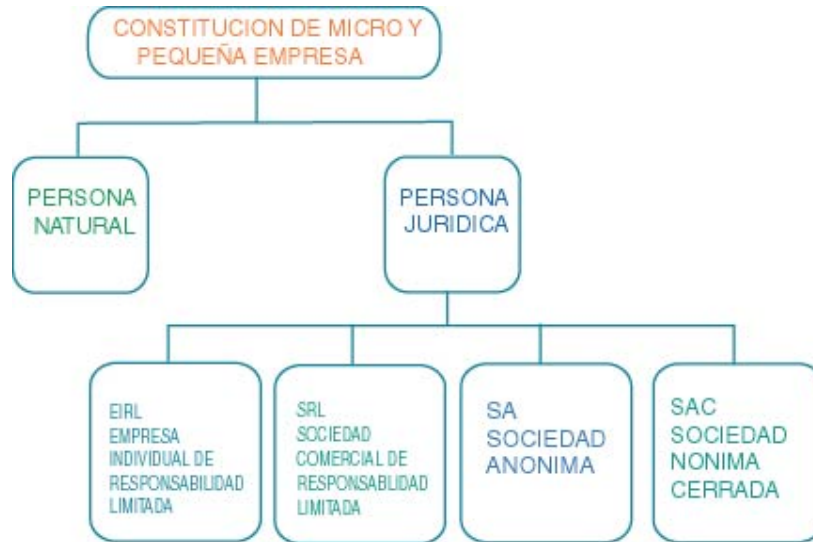 CONSTITUCION DE MICRO Y
PEQUEÑA EMPRESA
PERSONA
NATURAL
PERSONA
JURIDICA
EIRL
EMPRESA
INDIVIDUAL DE
RESPONSABILIDAD
LIMITADA
SRL
SOCIEDAD
COMERCIAL DE
RESPONSABLIDAD
LIMITADA
SA
SOCIEDAD
ANONIMA
SAC
SOCIEDAD
NONIMA
CERRADA